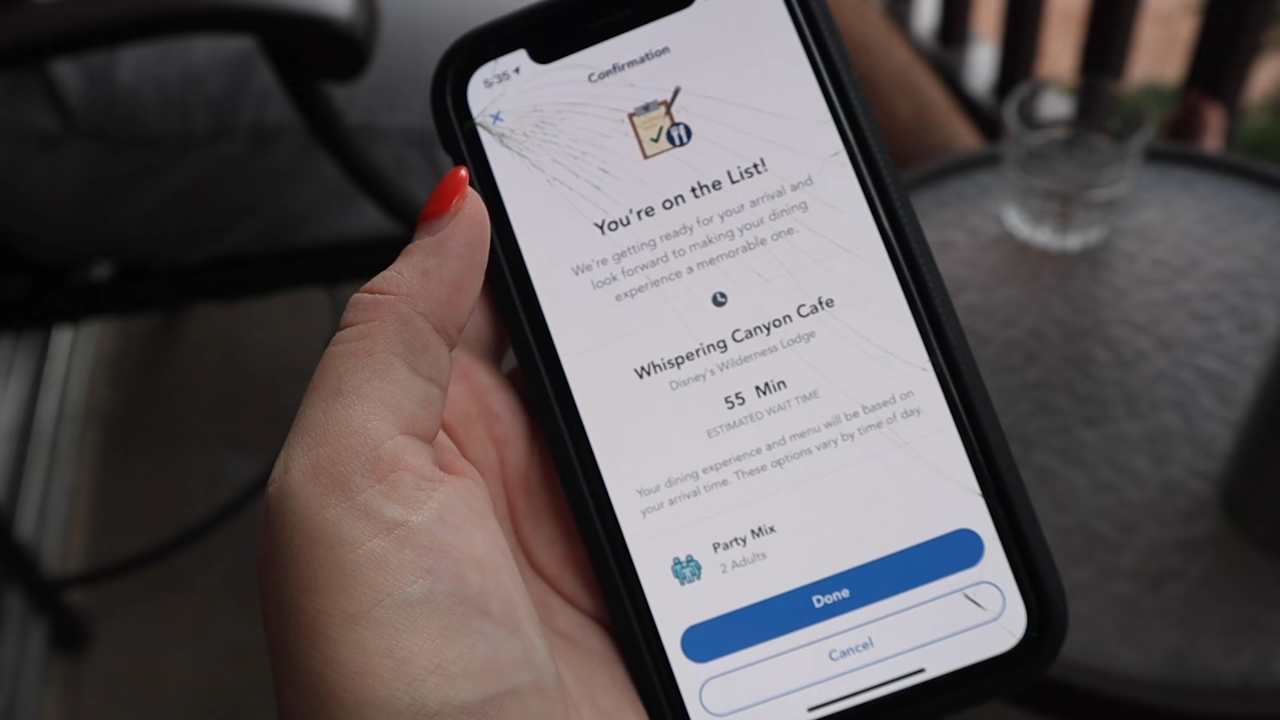 5:35
Confirmation
You're on the List!
We're getting ready for your arrival and
look forward to making your dining
experience a memorable one.
Whispering Canyon Cafe
Disney's Wilderness Lodge
55 Min
ESTIMATED WAIT TIME
Your dining experience and menu will be based on
your arrival time. These options vary by time of day.
Party Mix
2 Adults
Done
Cancel